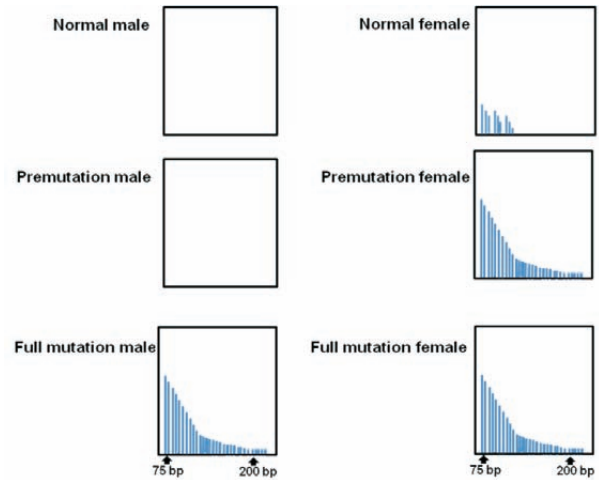 Normal male
Normal female
Premutation male
Premutation female
Full mutation male
Full mutation female
75 bp
200 bp
75 bp
200 bp